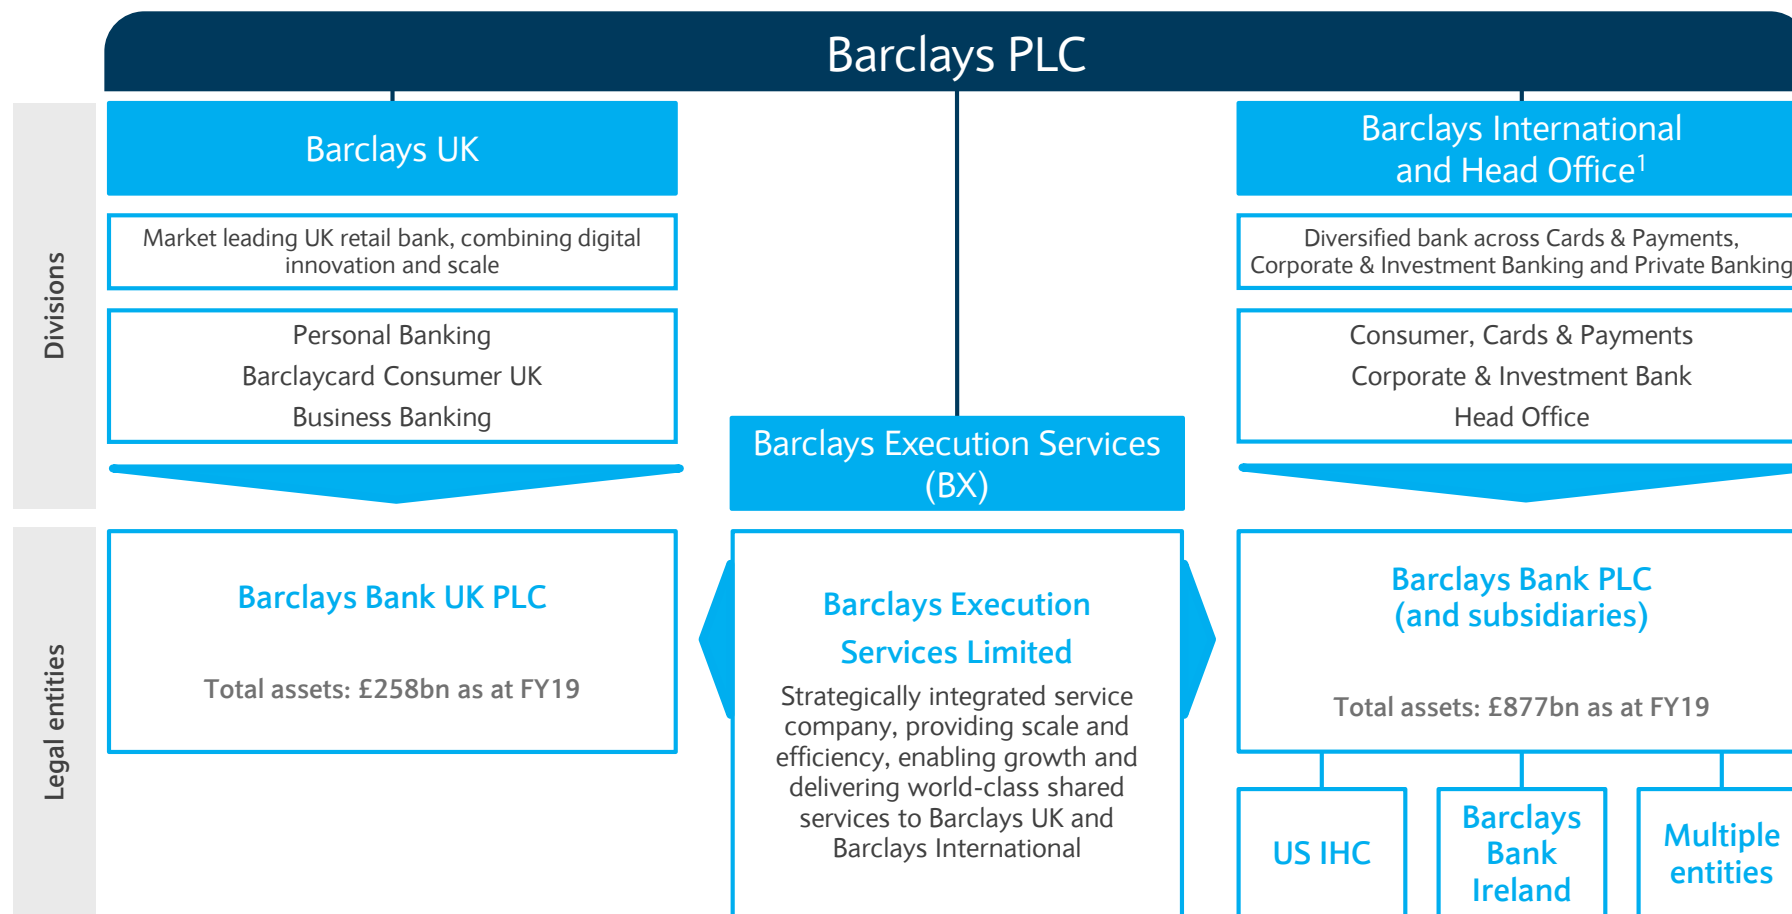 Barclays PLC
Divisions
Barclays UK
Market leading UK retail bank, combining digital
innovation and scale
Personal Banking
Barclaycard Consumer UK
Business Banking
Barclays Execution Services
(BX)
Barclays International
and Head Office¹
Diversified bank across Cards & Payments,
Corporate & Investment Banking and Private Banking
Consumer, Cards & Payments
Corporate & Investment Bank
Head Office
Legal entities
Barclays Bank UK PLC
Total assets: £258bn as at FY19
Barclays Execution
Services Limited
Strategically integrated service
company, providing scale and
efficiency, enabling growth and
delivering world-class shared
services to Barclays UK and
Barclays International
Barclays Bank PLC
(and subsidiaries)
Total assets: £877bn as at FY19
US IHC
Barclays
Bank
Ireland
Multiple
entities